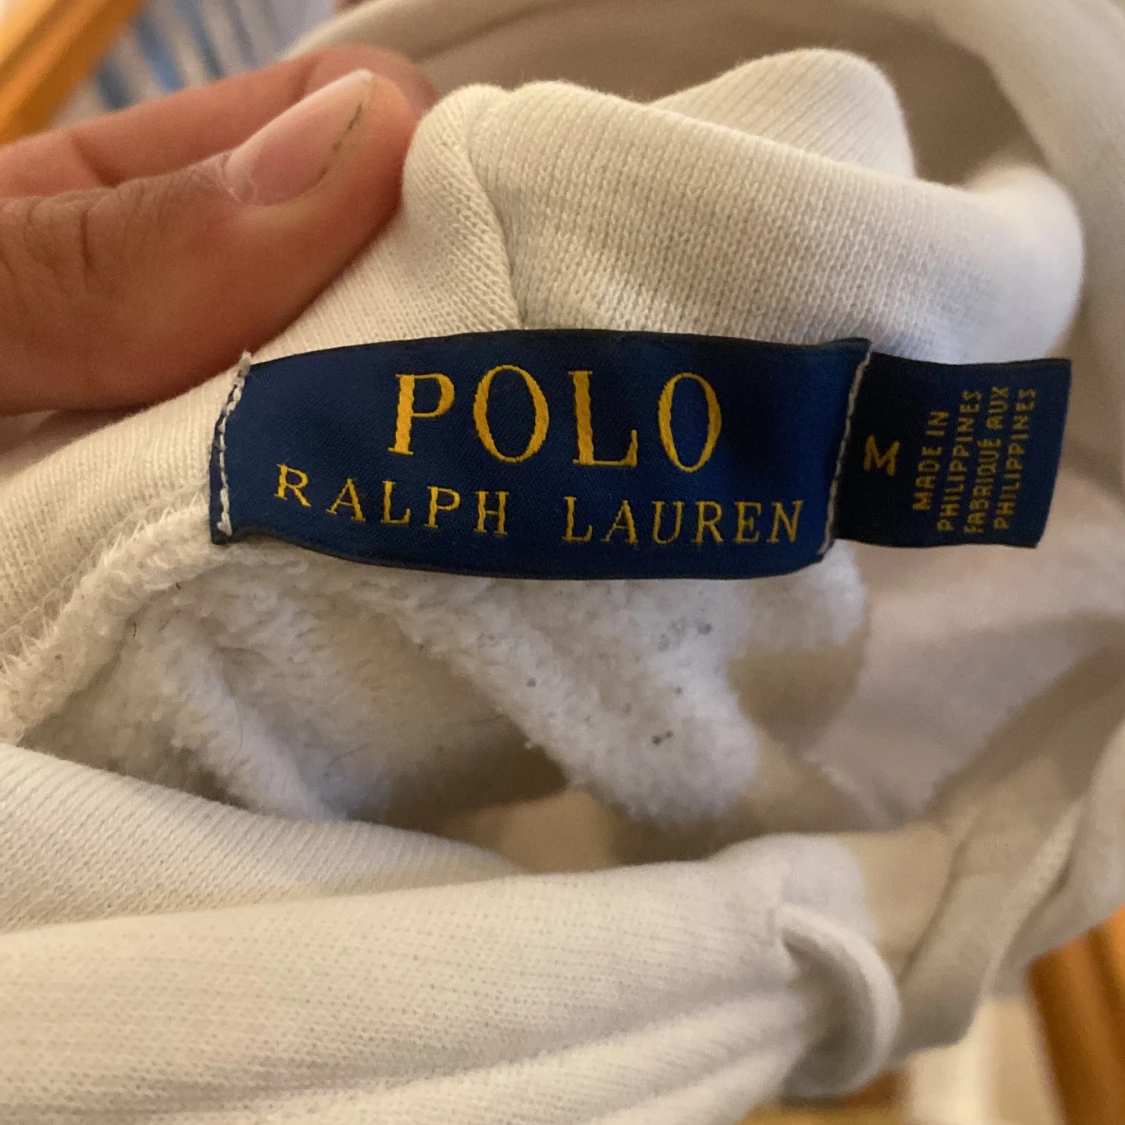 POLO
RALPH LAUREN
M
MADE IN
PHILIPPINES
FABRIQUÉ AUX
PHILIPPINES